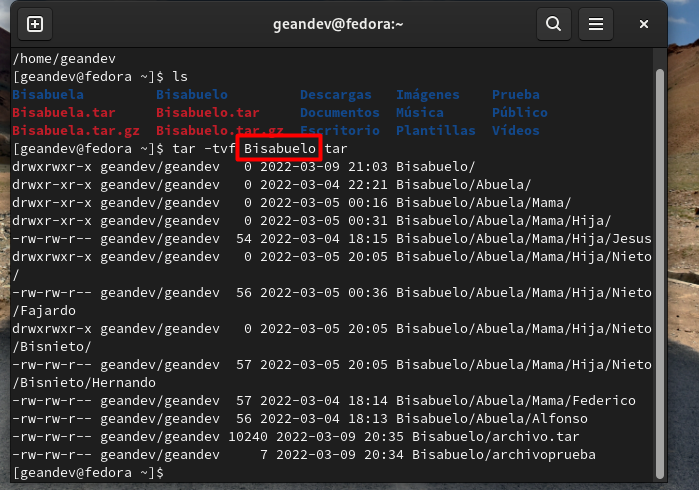 geandev@fedora:~
/home/geandev
[geandev@fedora ~]$ ls
Bisabuela Bisabuelo Descargas Imágenes Prueba
Bisabuela.tar Bisabuelo.tar Documentos Música Público
Bisabuela.tar.gz Bisabuelo.tar.gz Escritorio Plantillas Vídeos
[geandev@fedora ~]$ tar -tvf Bisabuelo.tar
drwxrwxr-x geandev/geandev 0 2022-03-09 21:03 Bisabuelo/
drwxrwxr-x geandev/geandev 0 2022-03-04 22:21 Bisabuelo/Abuela/
drwxrwxr-x geandev/geandev 0 2022-03-05 00:16 Bisabuelo/Abuela/Mama/
drwxrwxr-x geandev/geandev 0 2022-03-05 00:31 Bisabuelo/Abuela/Mama/Hija/
-rw-rw-r-- geandev/geandev 54 2022-03-04 18:15 Bisabuelo/Abuela/Mama/Hija/Jesus
drwxrwxr-x geandev/geandev 0 2022-03-05 20:05 Bisabuelo/Abuela/Mama/Hija/Nieto
/
-rw-rw-r-- geandev/geandev 56 2022-03-05 00:36 Bisabuelo/Abuela/Mama/Hija/Nieto
/Fajardo
drwxrwxr-x geandev/geandev 0 2022-03-05 20:05 Bisabuelo/Abuela/Mama/Hija/Nieto
/Bisnieto/
-rw-rw-r-- geandev/geandev 57 2022-03-05 20:05 Bisabuelo/Abuela/Mama/Hija/Nieto
/Bisnieto/Hernando
-rw-rw-r-- geandev/geandev 57 2022-03-04 18:14 Bisabuelo/Abuela/Mama/Federico
-rw-rw-r-- geandev/geandev 56 2022-03-04 18:13 Bisabuelo/Abuela/Alfonso
-rw-rw-r-- geandev/geandev 10240 2022-03-09 20:35 Bisabuelo/archivo.tar
-rw-rw-r-- geandev/geandev 7 2022-03-09 20:34 Bisabuelo/archivoprueba
[geandev@fedora ~]$